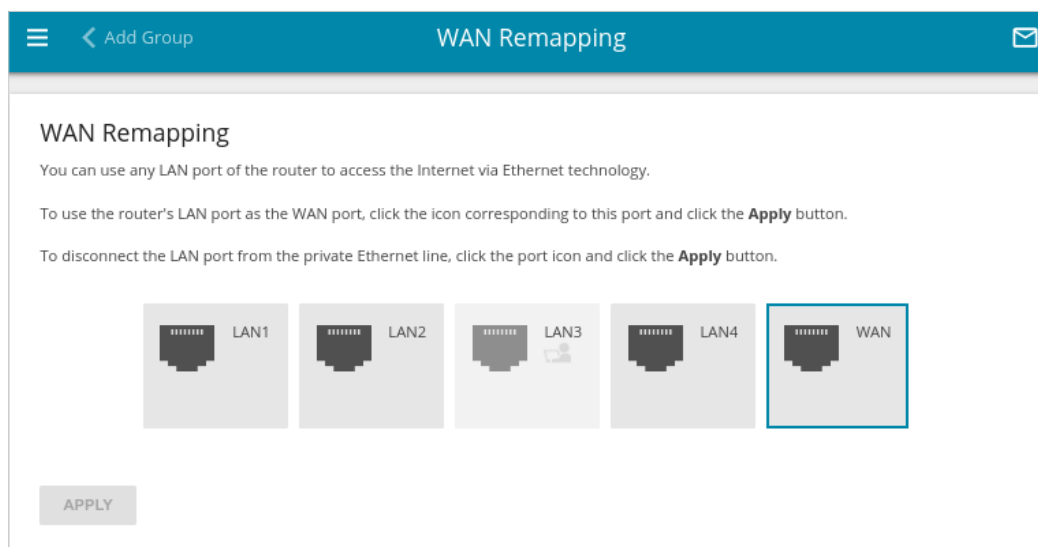 Add Group
WAN Remapping
WAN Remapping
You can use any LAN port of the router to access the Internet via Ethernet technology.
To use the router's LAN port as the WAN port, click the icon corresponding to this port and click the Apply button.
To disconnect the LAN port from the private Ethernet line, click the port icon and click the Apply button.
LAN1 LAN2 LAN3 LAN4 WAN
APPLY